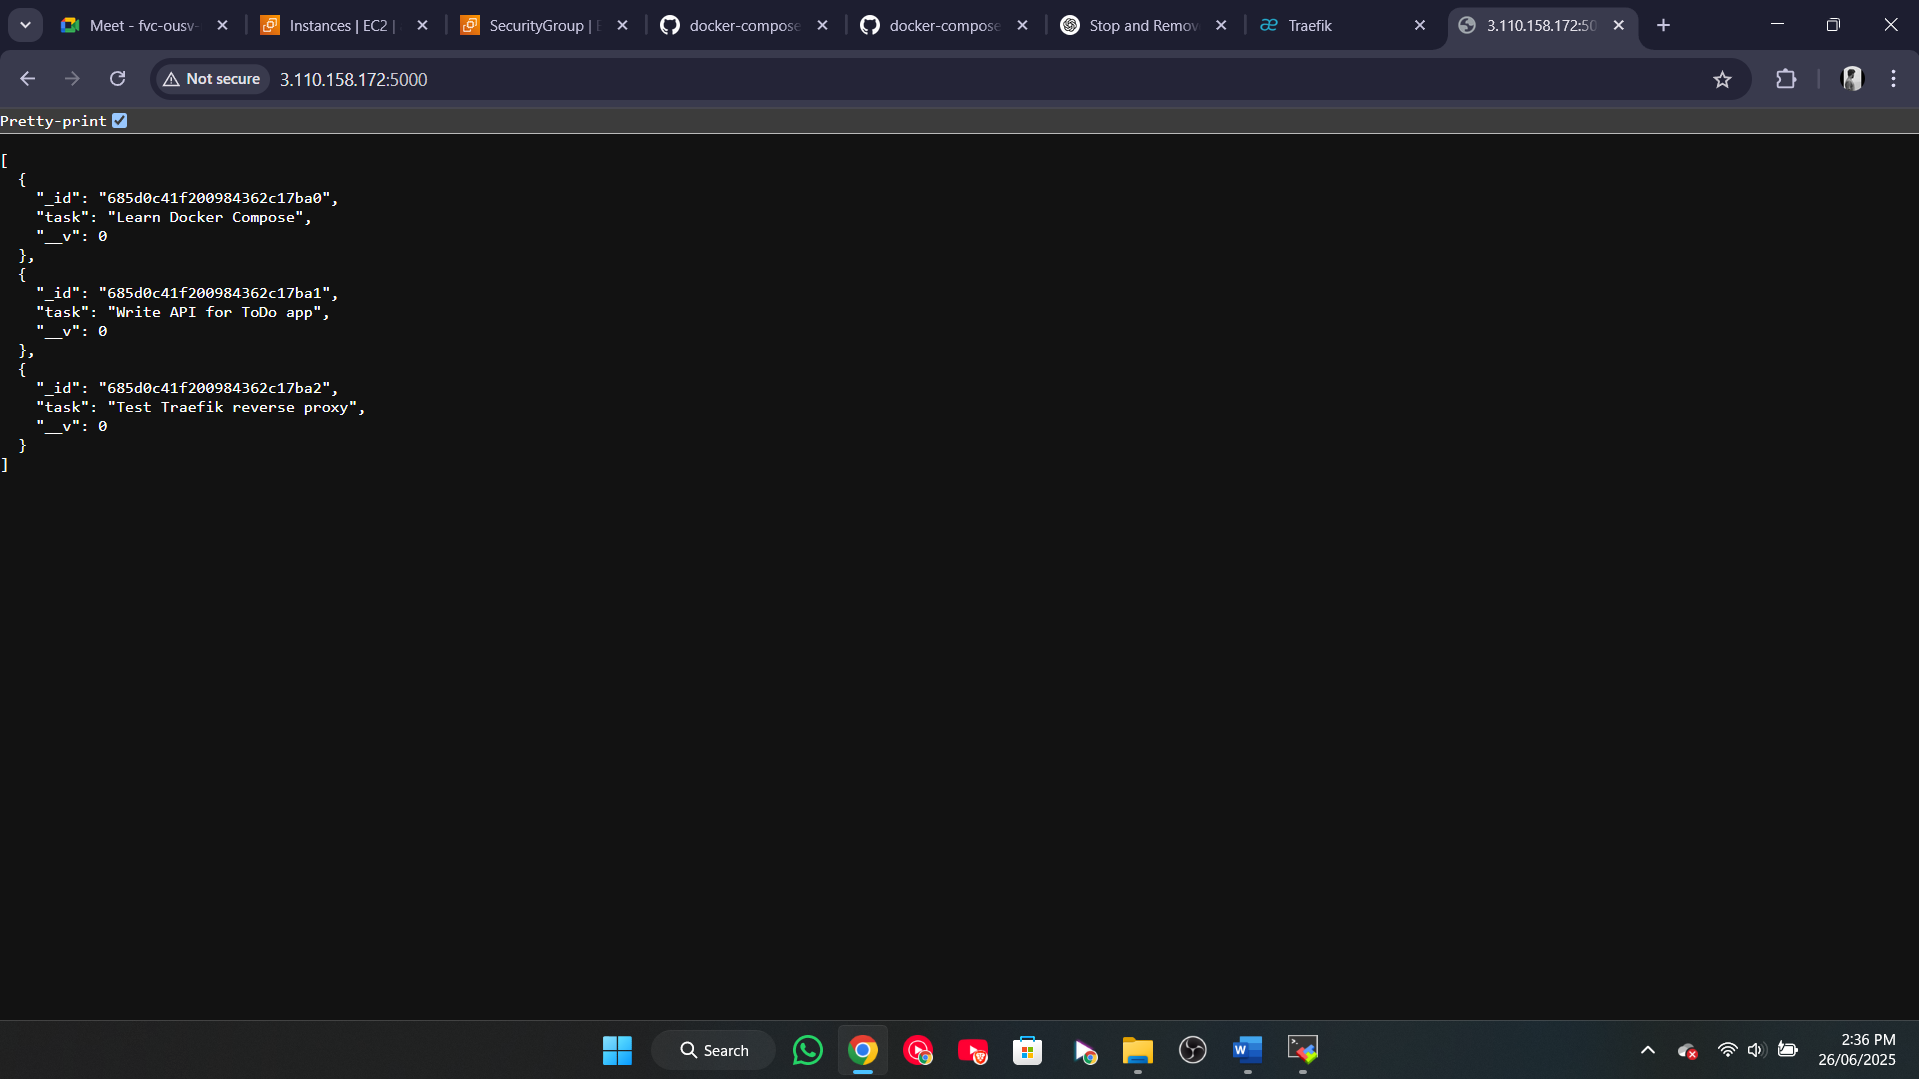 Meet - fvc-ousv-
Instances | EC2 |
SecurityGroup | E
docker-compose
docker-compose
Stop and Remov
Traefik
3.110.158.172:50
Not secure
3.110.158.172:5000
Pretty-print
[
  {
    "_id": "685d0c41f200984362c17ba0",
    "task": "Learn Docker Compose",
    "__v": 0
  },
  {
    "_id": "685d0c41f200984362c17ba1",
    "task": "Write API for ToDo app",
    "__v": 0
  },
  {
    "_id": "685d0c41f200984362c17ba2",
    "task": "Test Traefik reverse proxy",
    "__v": 0
  }
]
Search
2:36 PM
26/06/2025